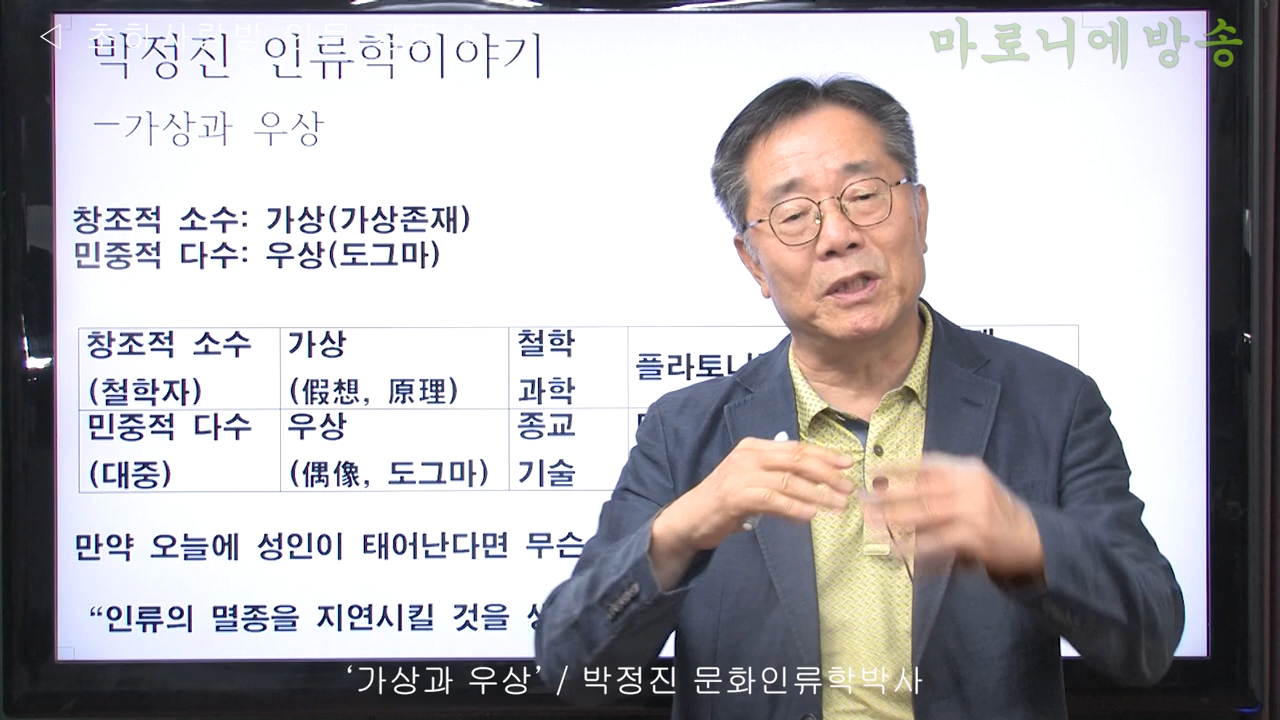 박정진 인류학이야기
마로니에방송
-가상과 우상
창조적 소수: 가상(가상존재)
민중적 다수: 우상(도그마)
창조적 소수 가상 철학
(철학자) (假想, 原理) 과학
플라토니
민중적 다수 우상 종교
(대중) (偶像, 도그마) 기술
만약 오늘에 성인이 태어난다면 무슨
“인류의 멸종을 지연시킬 것을
‘가상과 우상’ / 박정진 문화인류학박사